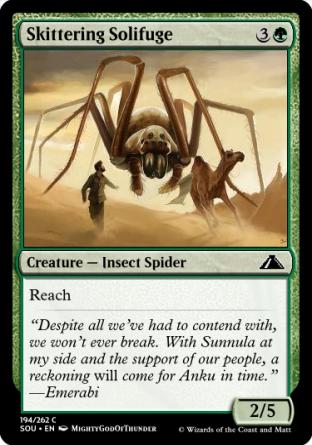 Skittering Solifuge 3
Creature — Insect Spider
Reach
“Despite all we’ve had to contend with,
we won’t ever break. With Sunnula at
my side and the support of our people, a
reckoning will come for Anku in time.”
—Emerabi
2/5
194/262 C
SOU • EN MightyGodOfThunder
© Wizards of the Coast and Matt